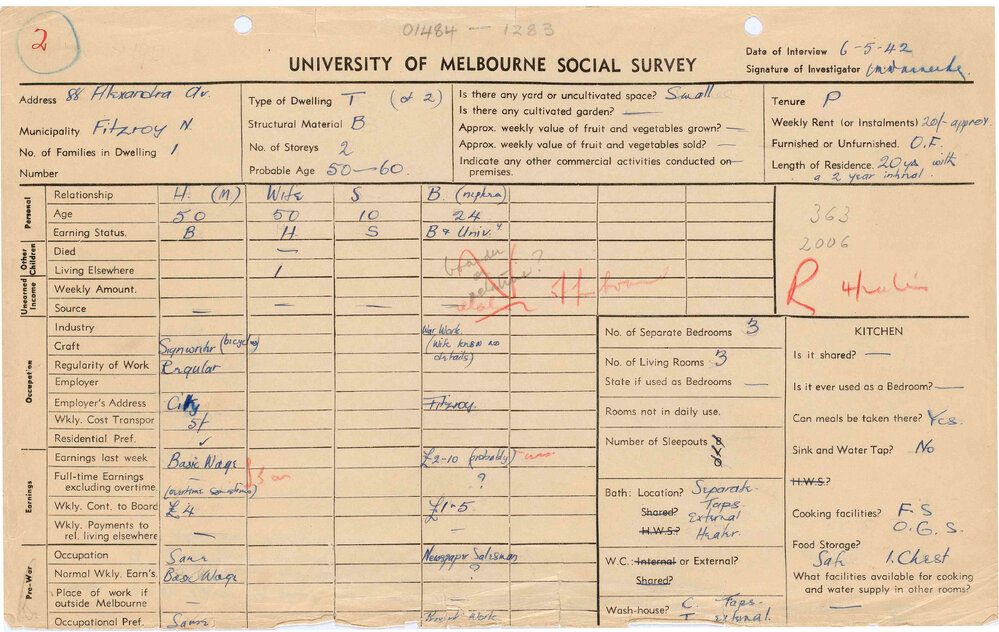 2
01484 — 1283
UNIVERSITY OF MELBOURNE SOCIAL SURVEY
Date of Interview 6-5-42
Signature of Investigator
Address 88 Alexandra Av.
Municipality Fitzroy N.
No. of Families in Dwelling 1
Number
Type of Dwelling T (of 2)
Structural Material B
No. of Storeys 2
Probable Age 50—60.
Is there any yard or uncultivated space? Small
Is there any cultivated garden? —
Approx. weekly value of fruit and vegetables grown? —
Approx. weekly value of fruit and vegetables sold? —
Indicate any other commercial activities conducted on —
premises.
Tenure P
Weekly Rent (or Instalments) 20/- approx.
Furnished or Unfurnished. O.F.
Length of Residence. 20 yrs with
a 2 year interval.
Personal
Relationship H. (M) Wife S B. (nephew)
Age 50 50 10 24
Earning Status. B H. S B & Univ.
363
2006
Other Children
Died —
Living Elsewhere 1
boarder
or
relative?
R
Unearned Income
Weekly Amount.
Source — — — —
Occupation
Industry War Work.
Craft Signwriter (bicycles) (Wife knew no
details)
Regularity of Work Regular
Employer
Employer's Address City Fitzroy.
Wkly. Cost Transport 5/-
Residential Pref. ✓
Earnings
Earnings last week Basic Wage £2-10 (probably)
Full-time Earnings — ?
excluding overtime. (overtime sometimes)
Wkly. Cont. to Board £4 £1-5
Wkly. Payments to
rel. living elsewhere — —
Pre-War
Occupation Same Newspaper Salesman
Normal Wkly. Earn's. Basic Wage ?
Place of work if
outside Melbourne — —
Occupational Pref. Same Present Work
No. of Separate Bedrooms 3
No. of Living Rooms 3
State if used as Bedrooms —
Rooms not in daily use.
Number of Sleepouts
Bath: Location? Separate.
Shared? Taps-
External
H.W.S.? Heater.
W.C.: Internal or External?
Shared?
Wash-house? C. Taps-
T External.
KITCHEN
Is it shared? —
Is it ever used as a Bedroom? —
Can meals be taken there? Yes.
Sink and Water Tap? No
H.W.S.?
Cooking facilities? F.S
O.G.S.
Food Storage?
Safe I. Chest
What facilities available for cooking
and water supply in other rooms?
—